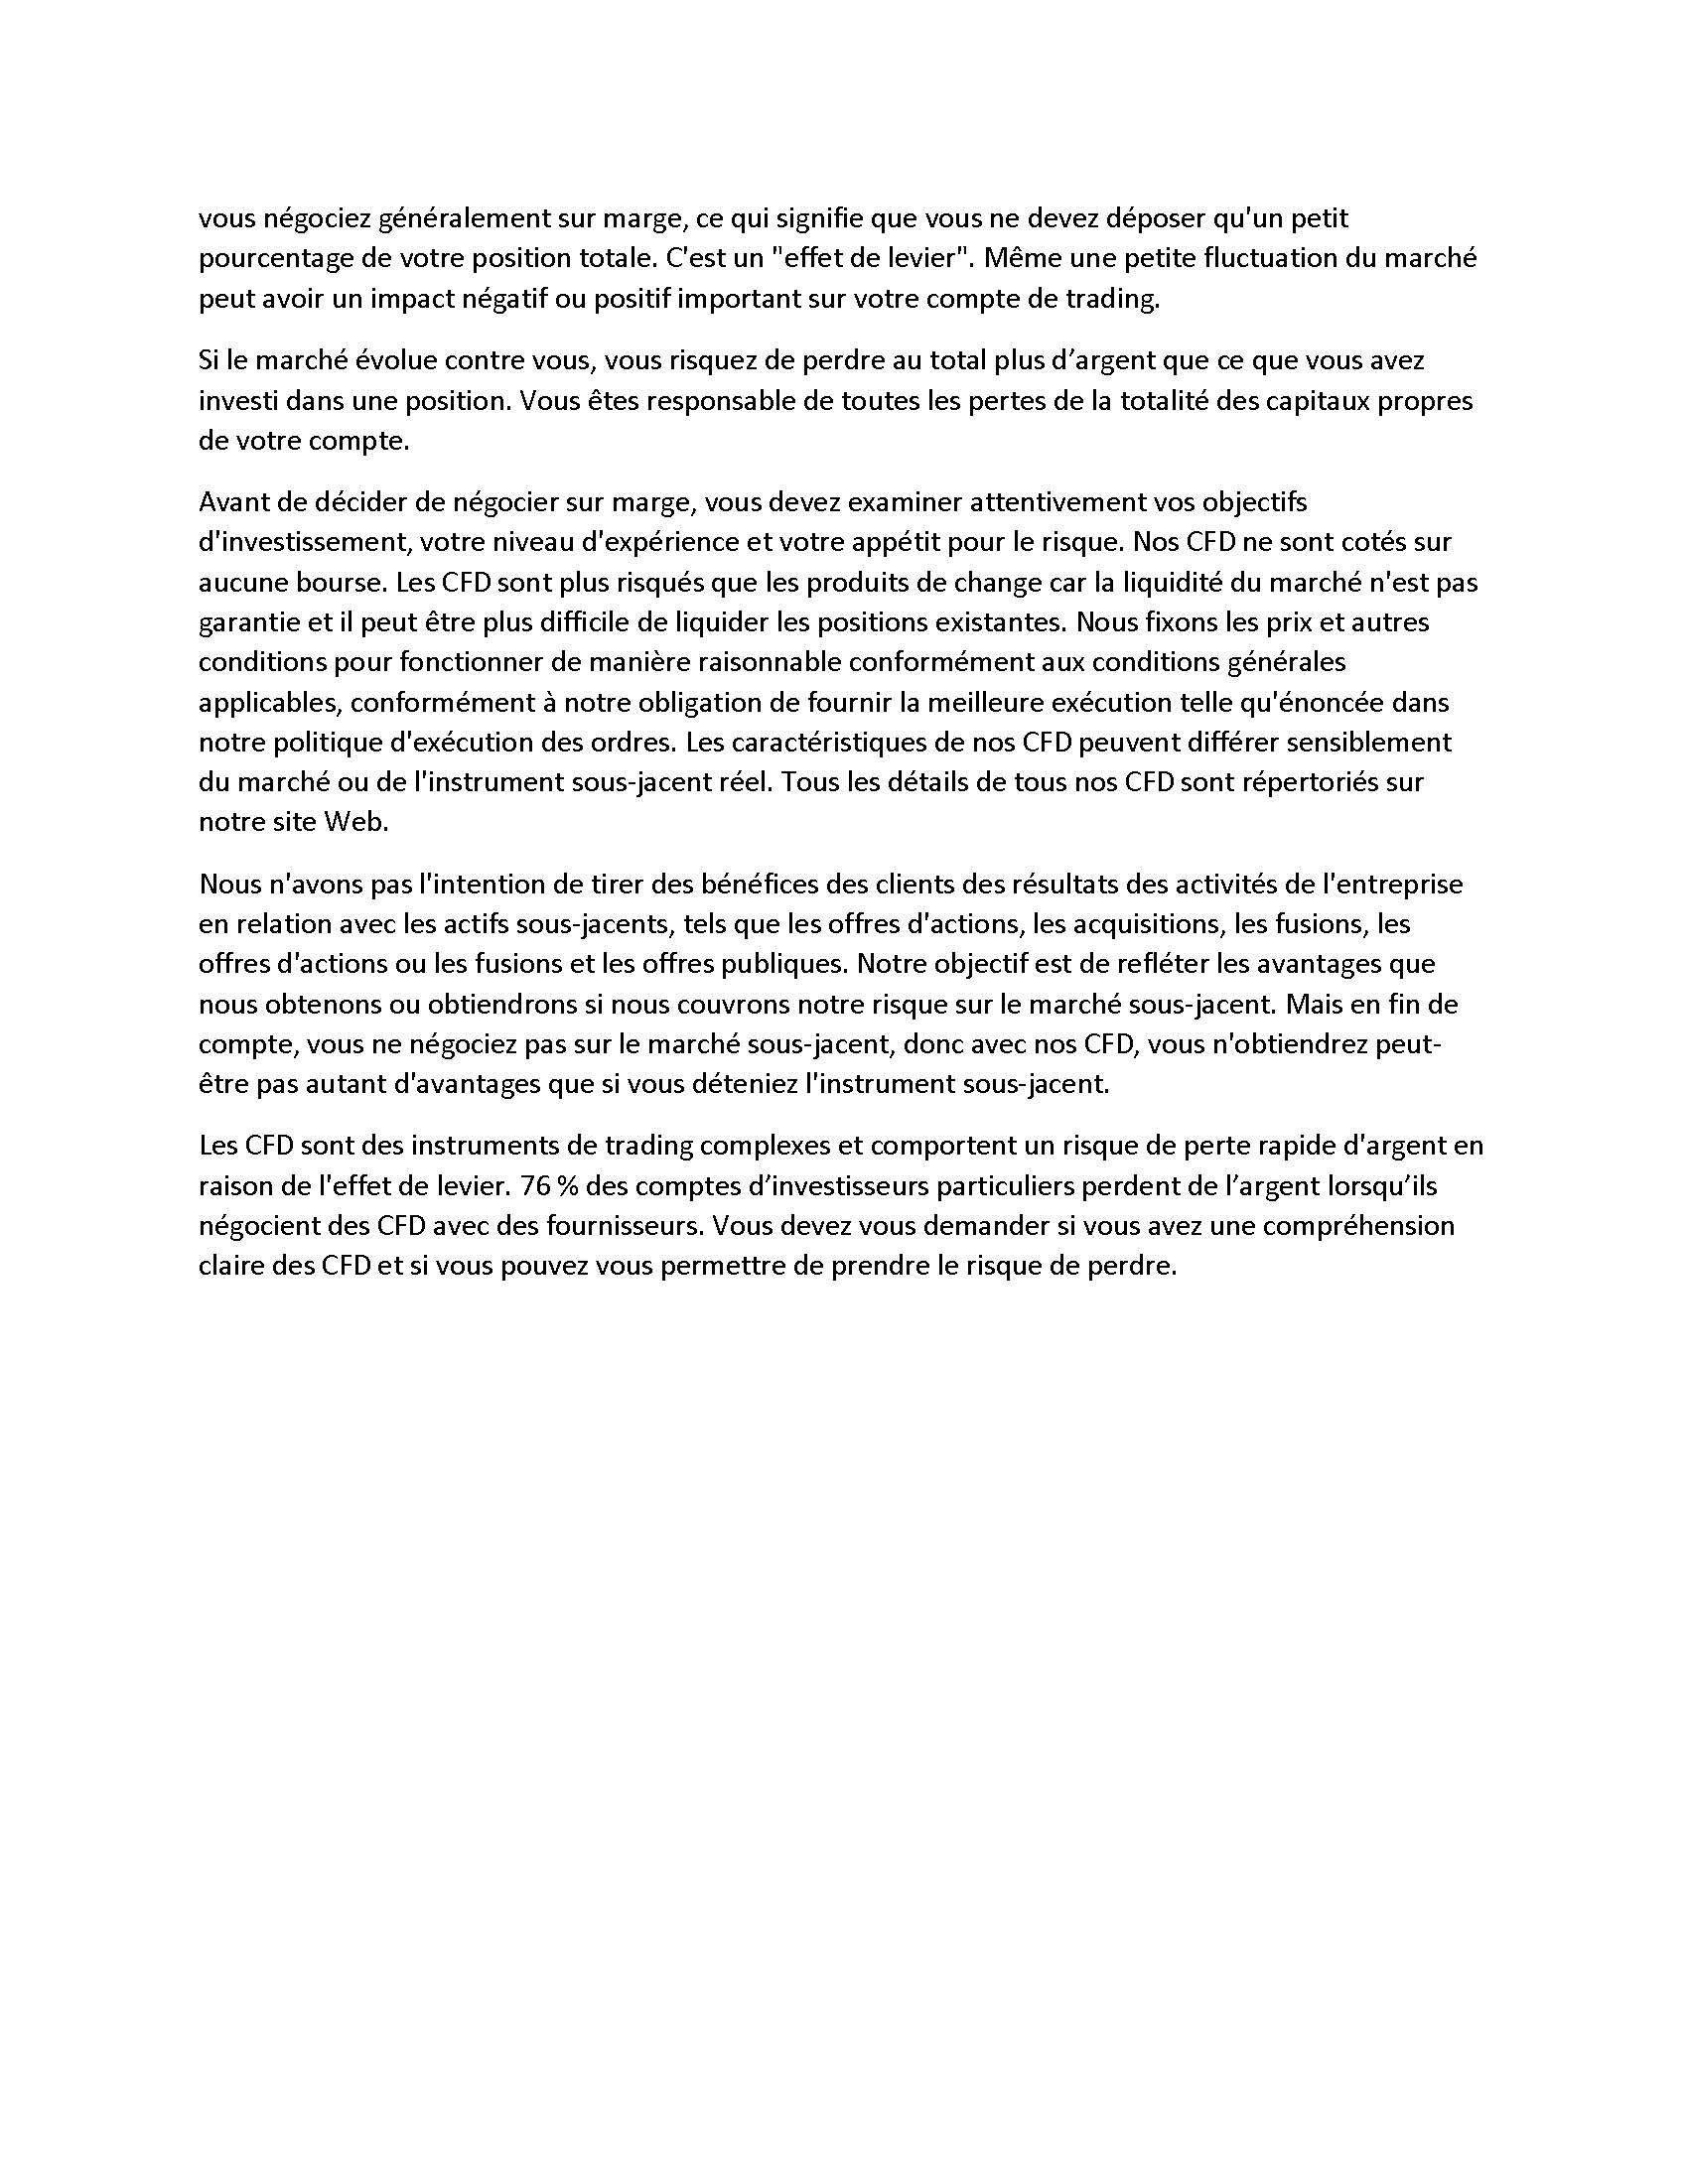 vous négociez généralement sur marge, ce qui signifie que vous ne devez déposer qu'un petit
pourcentage de votre position totale. C'est un "effet de levier". Même une petite fluctuation du marché
peut avoir un impact négatif ou positif important sur votre compte de trading.
Si le marché évolue contre vous, vous risquez de perdre au total plus d’argent que ce que vous avez
investi dans une position. Vous êtes responsable de toutes les pertes de la totalité des capitaux propres
de votre compte.
Avant de décider de négocier sur marge, vous devez examiner attentivement vos objectifs
d'investissement, votre niveau d'expérience et votre appétit pour le risque. Nos CFD ne sont cotés sur
aucune bourse. Les CFD sont plus risqués que les produits de change car la liquidité du marché n'est pas
garantie et il peut être plus difficile de liquider les positions existantes. Nous fixons les prix et autres
conditions pour fonctionner de manière raisonnable conformément aux conditions générales
applicables, conformément à notre obligation de fournir la meilleure exécution telle qu'énoncée dans
notre politique d'exécution des ordres. Les caractéristiques de nos CFD peuvent différer sensiblement
du marché ou de l'instrument sous-jacent réel. Tous les détails de tous nos CFD sont répertoriés sur
notre site Web.
Nous n'avons pas l'intention de tirer des bénéfices des clients des résultats des activités de l'entreprise
en relation avec les actifs sous-jacents, tels que les offres d'actions, les acquisitions, les fusions, les
offres d'actions ou les fusions et les offres publiques. Notre objectif est de refléter les avantages que
nous obtenons ou obtiendrons si nous couvrons notre risque sur le marché sous-jacent. Mais en fin de
compte, vous ne négociez pas sur le marché sous-jacent, donc avec nos CFD, vous n'obtiendrez peut-
être pas autant d'avantages que si vous déteniez l'instrument sous-jacent.
Les CFD sont des instruments de trading complexes et comportent un risque de perte rapide d'argent en
raison de l'effet de levier. 76 % des comptes d’investisseurs particuliers perdent de l’argent lorsqu’ils
négocient des CFD avec des fournisseurs. Vous devez vous demander si vous avez une compréhension
claire des CFD et si vous pouvez vous permettre de prendre le risque de perdre.